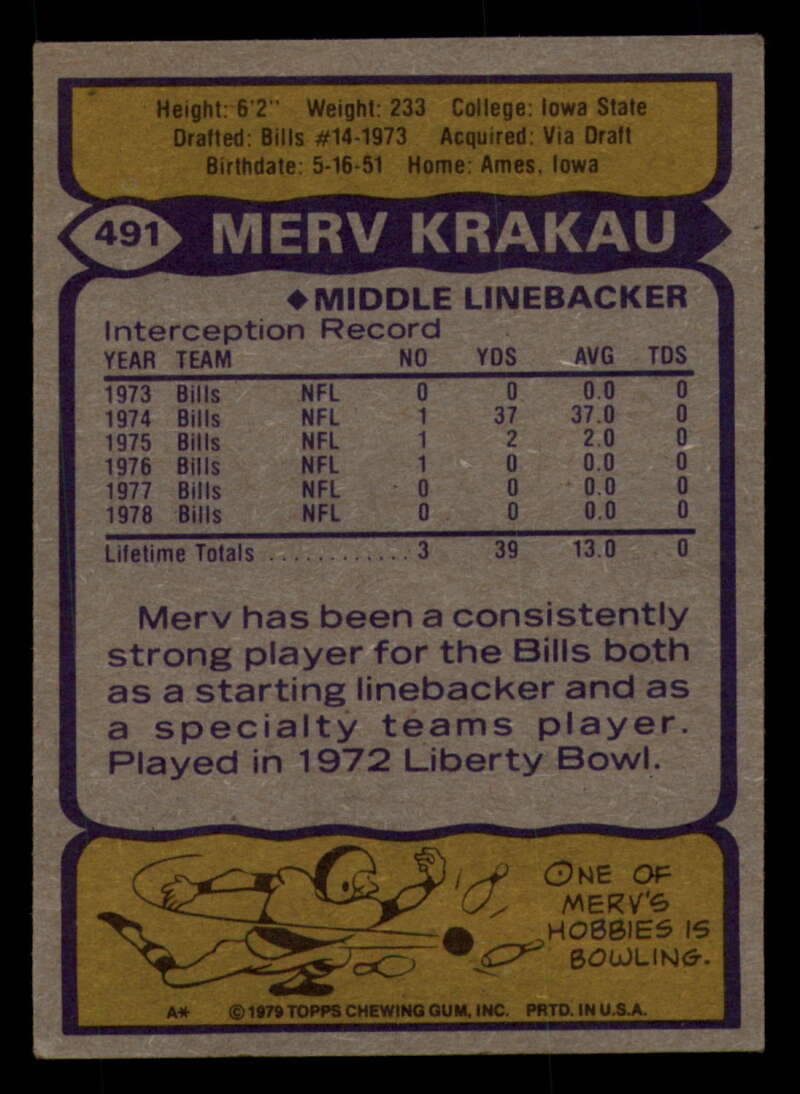 Height: 6'2" Weight: 233 College: Iowa State
Drafted: Bills #14-1973 Acquired: Via Draft
Birthdate: 5-16-51 Home: Ames, Iowa
491 MERV KRAKAU
◆MIDDLE LINEBACKER
Interception Record
YEAR TEAM NO YDS AVG TDS
1973 Bills NFL 0 0 0.0 0
1974 Bills NFL 1 37 37.0 0
1975 Bills NFL 1 2 2.0 0
1976 Bills NFL 1 0 0.0 0
1977 Bills NFL 0 0 0.0 0
1978 Bills NFL 0 0 0.0 0
Lifetime Totals ............ 3 39 13.0 0
Merv has been a consistently
strong player for the Bills both
as a starting linebacker and as
a specialty teams player.
Played in 1972 Liberty Bowl.
ONE OF
MERV'S
HOBBIES IS
BOWLING.
A* ©1979 TOPPS CHEWING GUM, INC. PRTD. IN U.S.A.